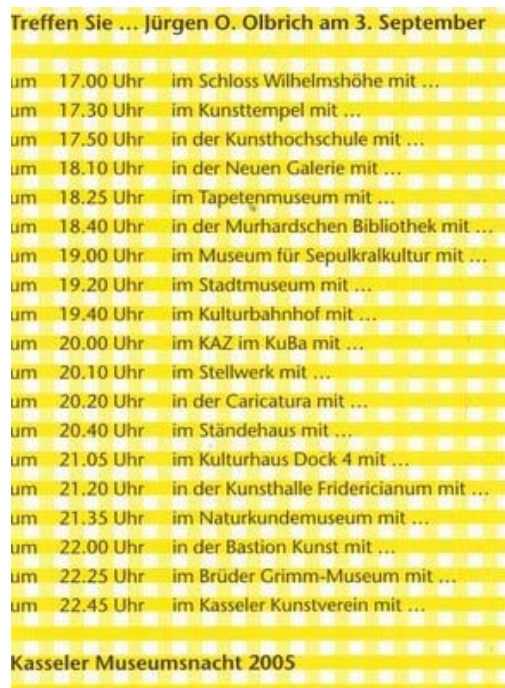 Treffen Sie ... Jürgen O. Olbrich am 3. September
um 17.00 Uhr im Schloss Wilhelmshöhe mit ...
um 17.30 Uhr im Kunsttempel mit ...
um 17.50 Uhr in der Kunsthochschule mit ...
um 18.10 Uhr in der Neuen Galerie mit ...
um 18.25 Uhr im Tapetenmuseum mit ...
um 18.40 Uhr in der Murhardschen Bibliothek mit ...
um 19.00 Uhr im Museum für Sepulkralkultur mit ...
um 19.20 Uhr im Stadtmuseum mit ...
um 19.40 Uhr im Kulturbahnhof mit ...
um 20.00 Uhr im KAZ im KuBa mit ...
um 20.10 Uhr im Stellwerk mit ...
um 20.20 Uhr in der Caricatura mit ...
um 20.40 Uhr im Ständehaus mit ...
um 21.05 Uhr im Kulturhaus Dock 4 mit ...
um 21.20 Uhr in der Kunsthalle Fridericianum mit ...
um 21.35 Uhr im Naturkundemuseum mit ...
um 22.00 Uhr in der Bastion Kunst mit ...
um 22.25 Uhr im Brüder Grimm-Museum mit ...
um 22.45 Uhr im Kasseler Kunstverein mit ...
Kasseler Museumsnacht 2005